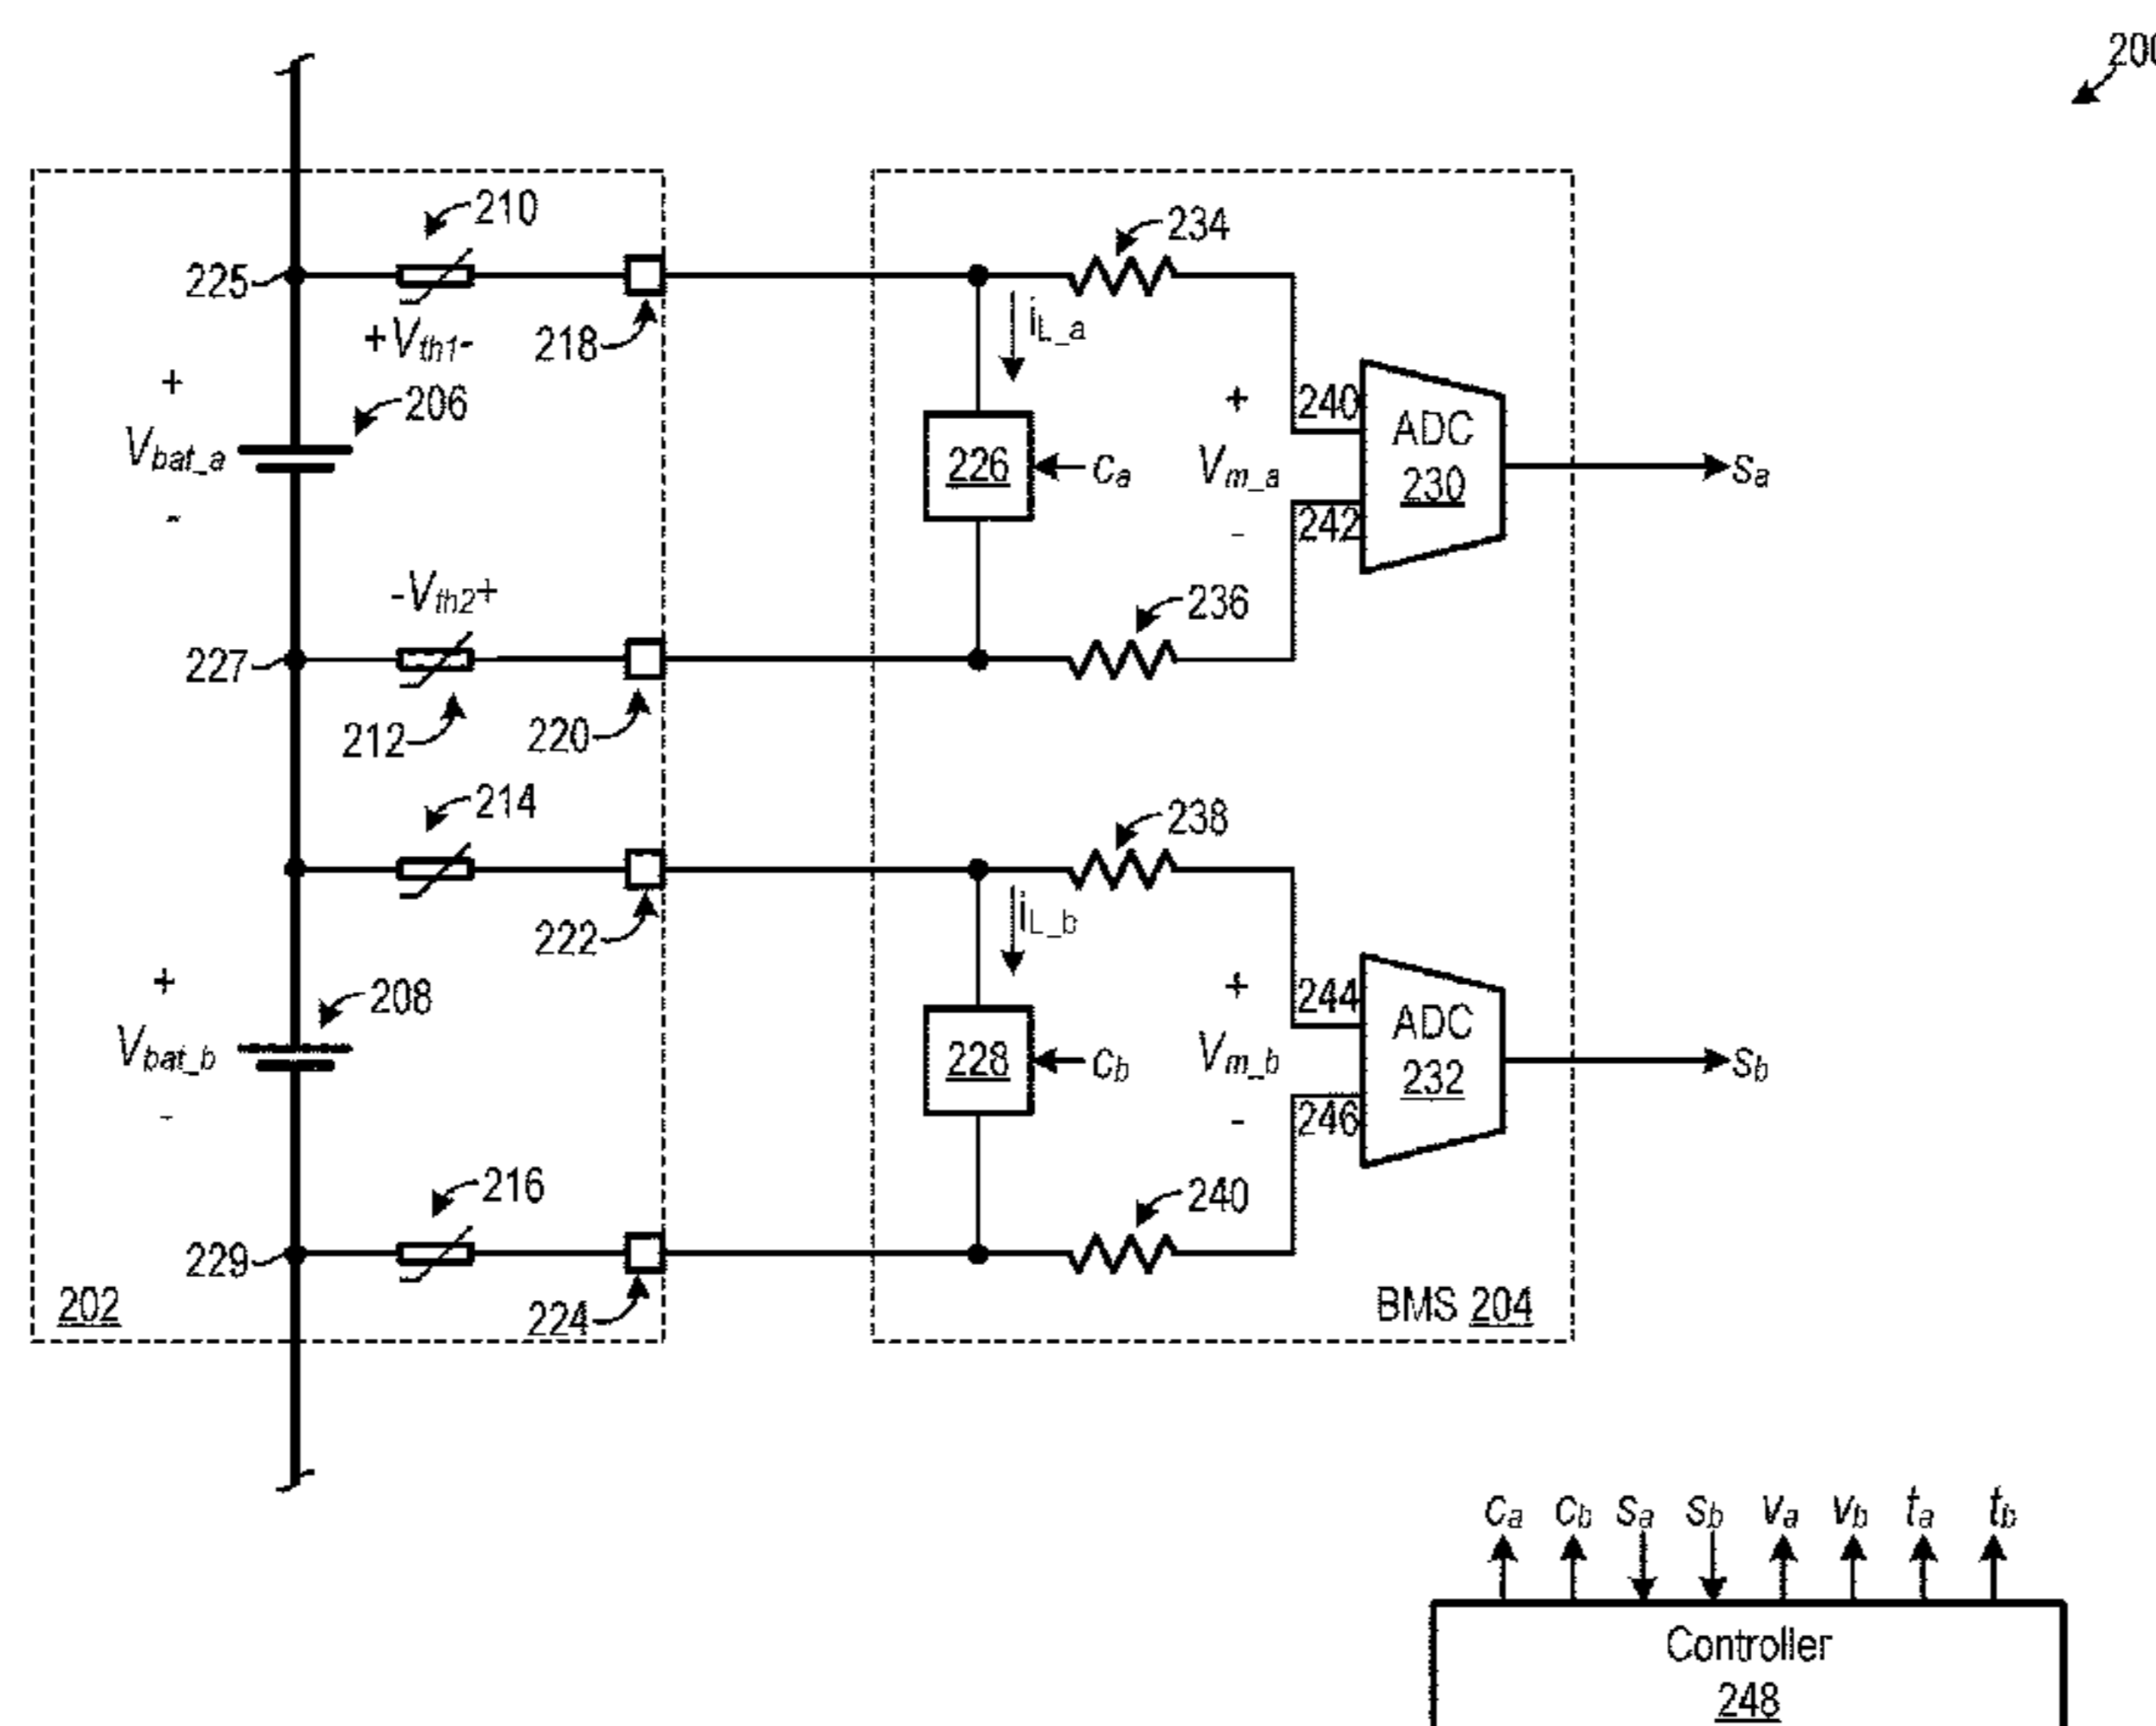 200
210
234
225
+Vth1-
218
iL_a
+
206
+
240
ADC
Vbat_a
226
ca
Vm_a
230
sa
-
-
242
-Vth2+
236
227
212
220
214
238
222
iL_b
+
208
+
244
ADC
Vbat_b
228
cb
Vm_b
232
sb
-
-
246
216
240
229
202
224
BMS 204
ca cb sa sb va vb ta tb
Controller
248